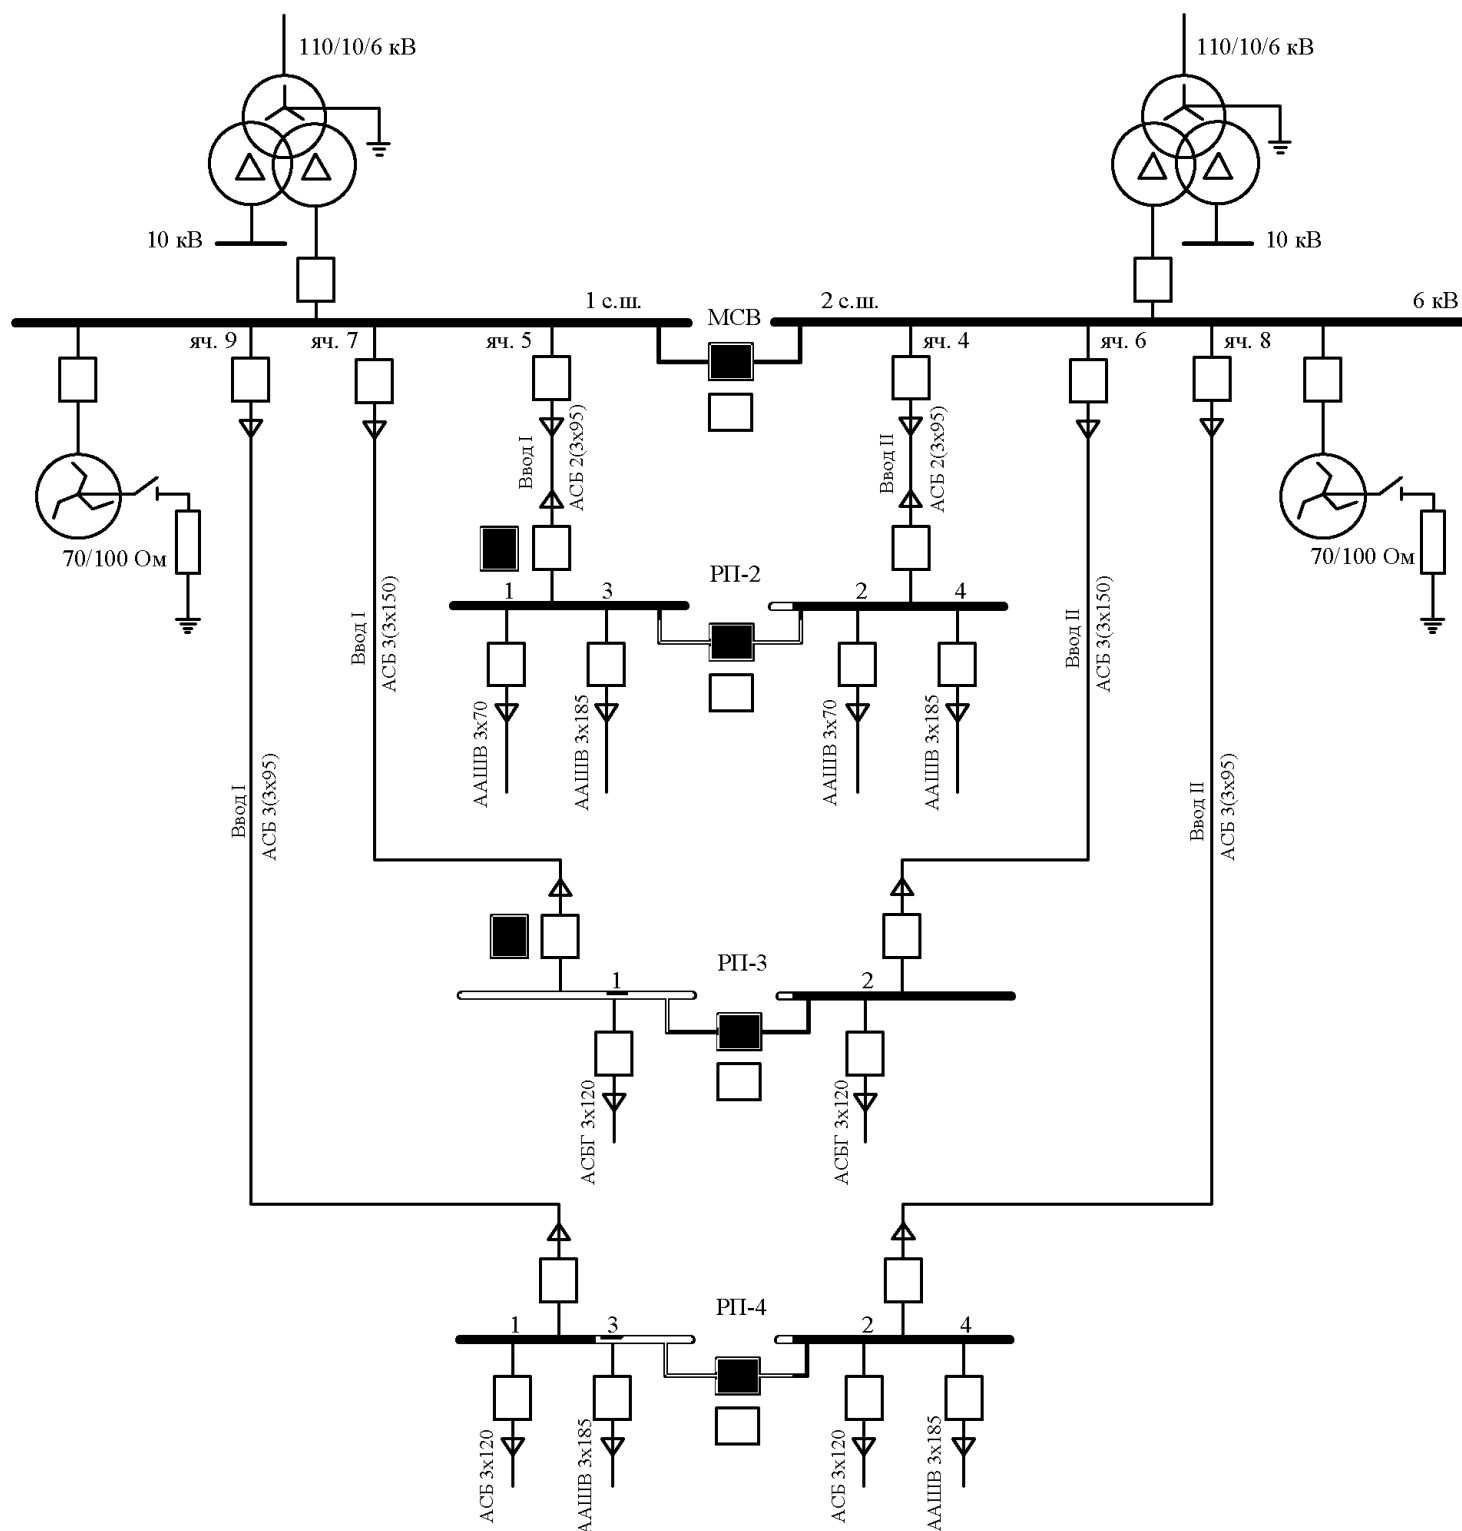 110/10/6 кВ
110/10/6 кВ
10 кВ
10 кВ
1 с.ш.
МСВ
2 с.ш.
6 кВ
яч. 9
яч. 7
яч. 5
яч. 4
яч. 6
яч. 8
Ввод I
АСБ 2(3х95)
Ввод II
АСБ 2(3х95)
70/100 Ом
70/100 Ом
РП-2
1
3
2
4
Ввод I
АСБ 3(3х150)
Ввод II
АСБ 3(3х150)
ААШВ 3х70
ААШВ 3х185
ААШВ 3х70
ААШВ 3х185
Ввод I
АСБ 3(3х95)
Ввод II
АСБ 3(3х95)
РП-3
1
2
АСБГ 3х120
АСБГ 3х120
РП-4
1
3
2
4
АСБ 3х120
ААШВ 3х185
АСБ 3х120
ААШВ 3х185